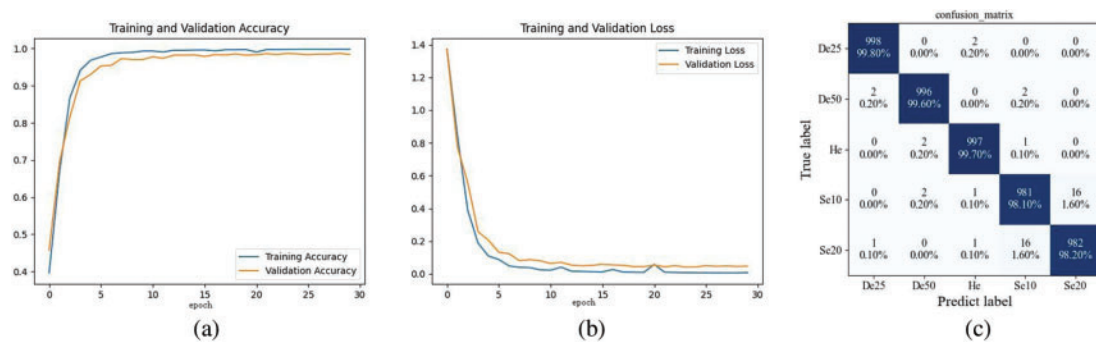 Training and Validation Accuracy
1.0
0.9
0.8
0.7
0.6
0.5
0.4
Training Accuracy
Validation Accuracy
0 5 10 15 20 25 30
epoch
(a)
Training and Validation Loss
1.4
1.2
1.0
0.8
0.6
0.4
0.2
0.0
Training Loss
Validation Loss
0 5 10 15 20 25 30
epoch
(b)
confusion_matrix
True label
De25 998 0 2 0 0
99.80% 0.00% 0.20% 0.00% 0.00%
De50 2 996 0 2 0
0.20% 99.60% 0.00% 0.20% 0.00%
He 0 2 997 1 0
0.00% 0.20% 99.70% 0.10% 0.00%
Se10 0 2 1 981 16
0.00% 0.20% 0.10% 98.10% 1.60%
Se20 1 0 1 16 982
0.10% 0.00% 0.10% 1.60% 98.20%
De25 De50 He Se10 Se20
Predict label
(c)